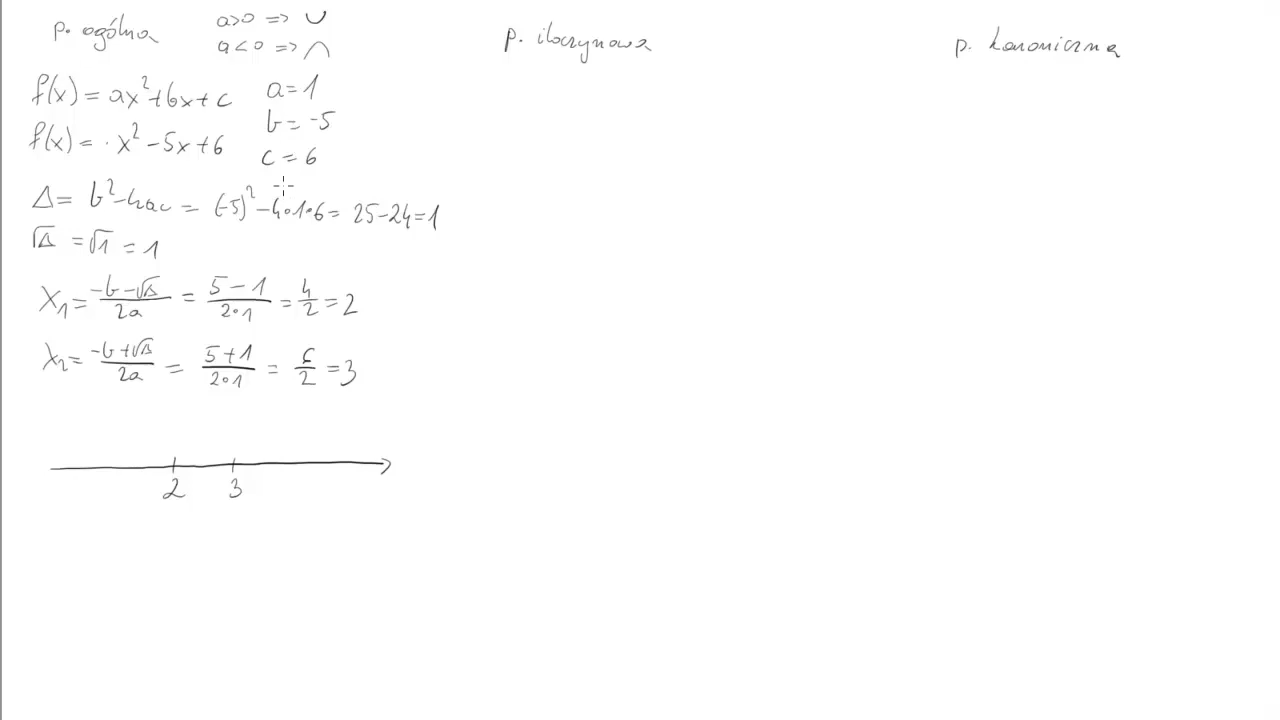 p. ogólna
a>0 => ∪
a<0 => ∩
f(x) = ax²+bx+c
a=1
f(x) = x²-5x+6
b=-5
c=6
Δ= b²-4ac = (-5)²-4•1•6= 25-24=1
√Δ =√1 =1
x₁= (-b-√Δ)/2a = (5-1)/(2•1) = 4/2 = 2
x₂= (-b+√Δ)/2a = (5+1)/(2•1) = 6/2 =3
2 3
p. iloczynowa
p. kanoniczna